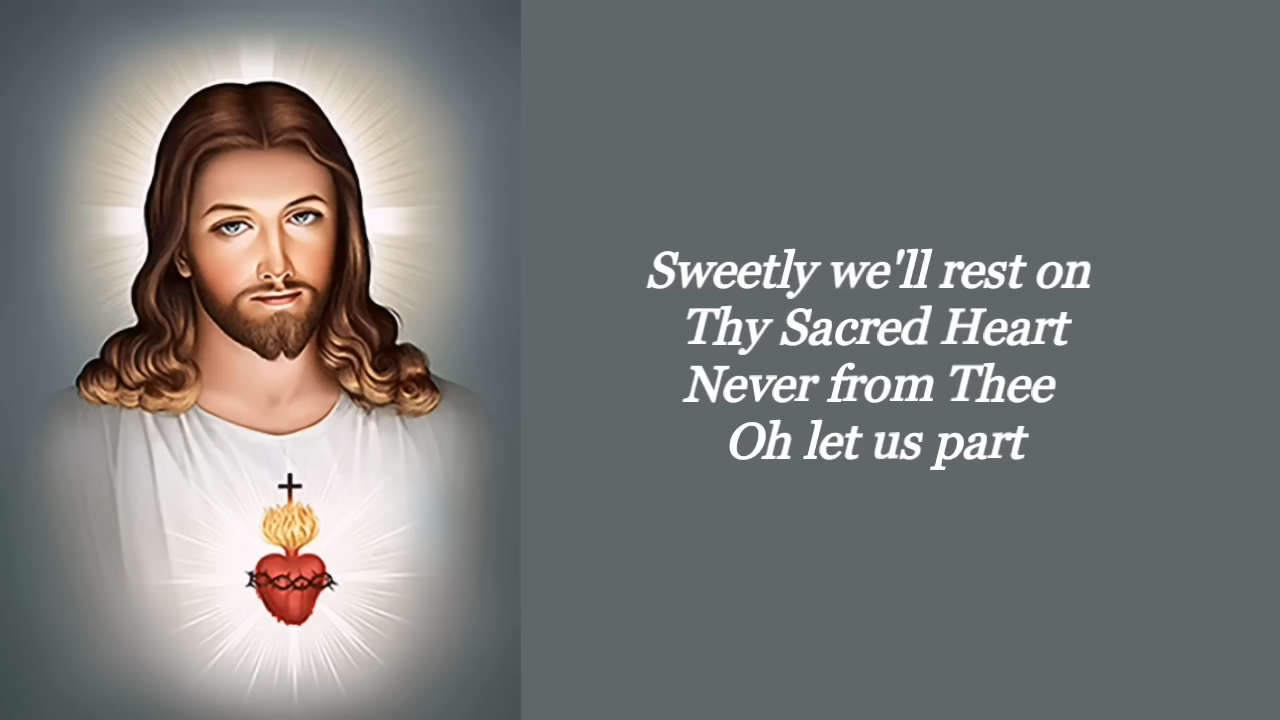 Sweetly we'll rest on
Thy Sacred Heart
Never from Thee
Oh let us part